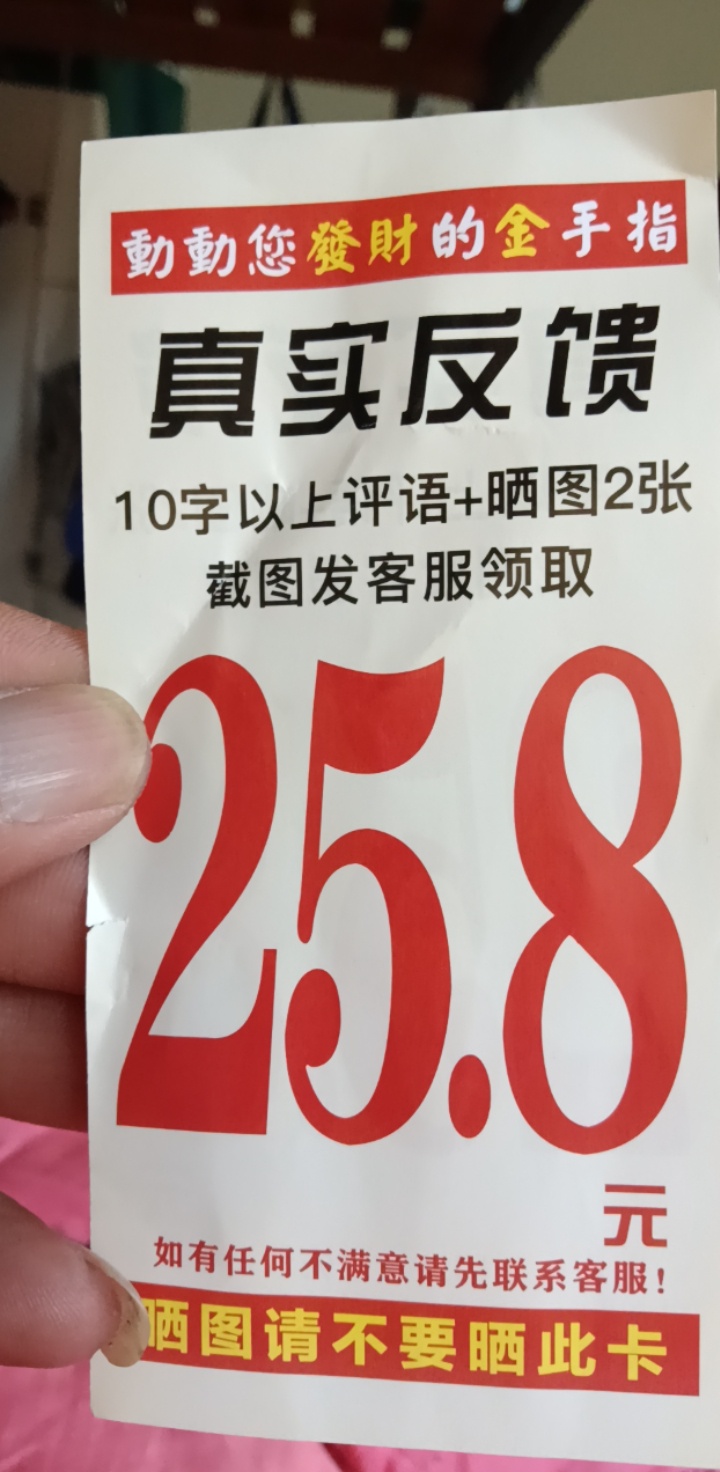 動動您發財的金手指
真实反馈
10字以上评语+晒图2张
截图发客服领取
25.8
元
如有任何不满意请先联系客服!
晒图请不要晒此卡